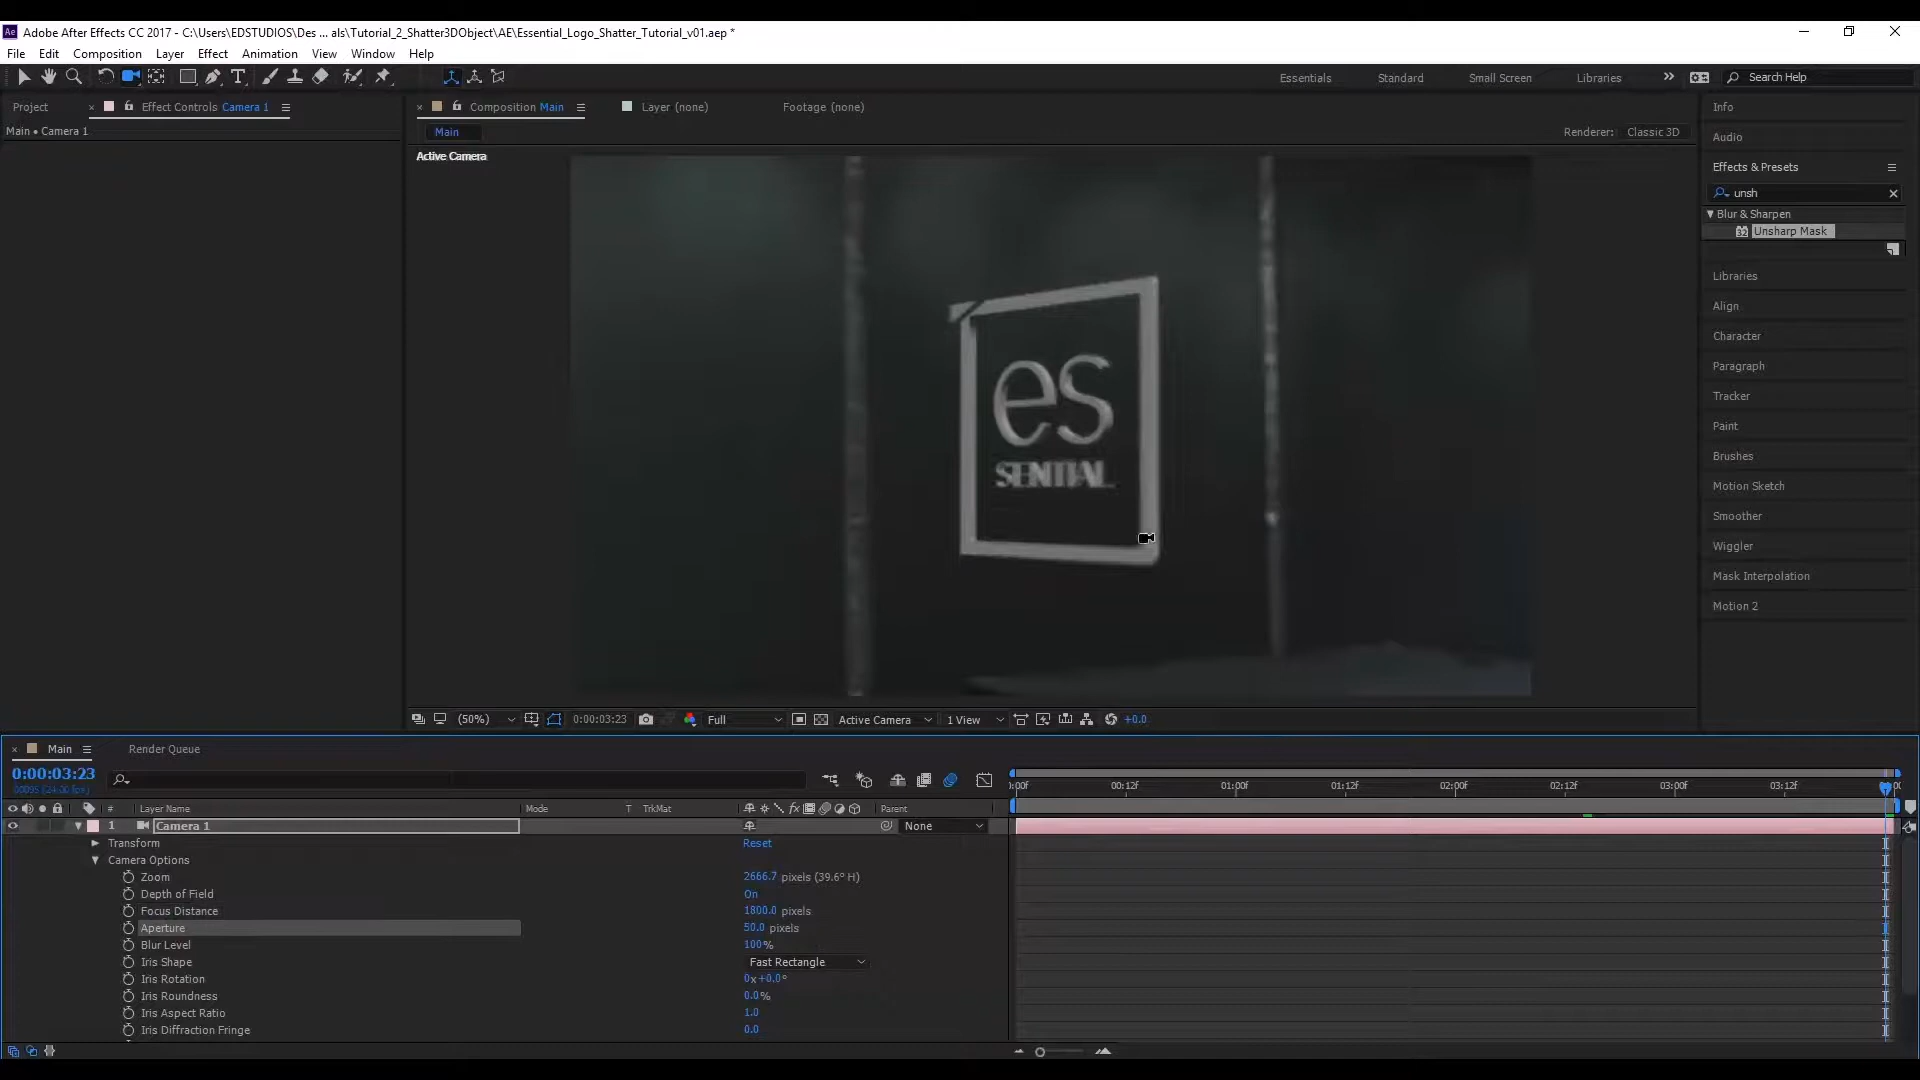 Adobe After Effects CC 2017 - C:\Users\EDSTUDIOS\Des ... als\Tutorial_2_Shatter3DObject\AE\Essential_Logo_Shatter_Tutorial_v01.aep *
File Edit Composition Layer Effect Animation View Window Help
Essentials Standard Small Screen Libraries Search Help
Project Effect Controls Camera 1 Composition Main Layer (none) Footage (none) Info
Main • Camera 1 Main Renderer: Classic 3D Audio
Active Camera
Effects & Presets
unsh
Blur & Sharpen
32 Unsharp Mask
Libraries
Align
Character
Paragraph
Tracker
Paint
Brushes
Motion Sketch
Smoother
Wiggler
Mask Interpolation
Motion 2
es
SENTIAL
(50%) 0:00:03:23 Full Active Camera 1 View +0.0
Main Render Queue
0:00:03:23
00095 (24.00 fps)
:00f 00:12f 01:00f 01:12f 02:00f 02:12f 03:00f 03:12f
# Layer Name Mode T TrkMat fx Parent
1 Camera 1 None
Transform Reset
Camera Options
Zoom 2666.7 pixels (39.6° H)
Depth of Field On
Focus Distance 1800.0 pixels
Aperture 50.0 pixels
Blur Level 100%
Iris Shape Fast Rectangle
Iris Rotation 0x+0.0°
Iris Roundness 0.0%
Iris Aspect Ratio 1.0
Iris Diffraction Fringe 0.0